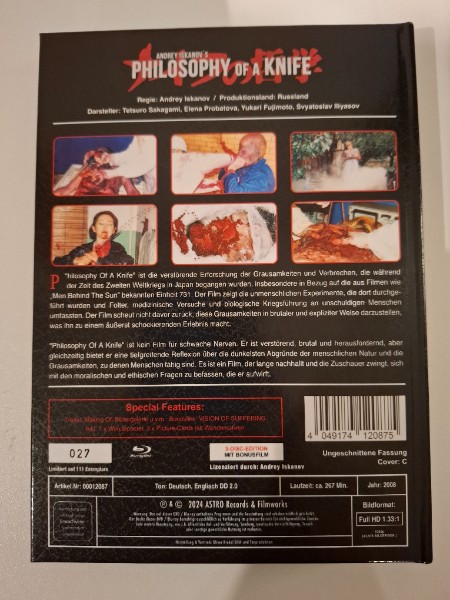 ANDREY ISKANOV'S
PHILOSOPHY OF A KNIFE
Regie: Andrey Iskanov / Produktionsland: Russland
Darsteller: Tetsuro Sakagami, Elena Probatova, Yukari Fujimoto, Svyatoslav Iliyasov
P "hilosophy Of A Knife" ist die verstörende Erforschung der Grausamkeiten und Verbrechen, die während
der Zeit des Zweiten Weltkriegs in Japan begangen wurden, insbesondere in Bezug auf die aus Filmen wie
„Men Behind The Sun" bekannten Einheit 731. Der Film zeigt die unmenschlichen Experimente, die dort durchge-
führt wurden und Folter, medizinische Versuche und biologische Kriegsführung an unschuldigen Menschen
umfassten. Der Film scheut nicht davor zurück, diese Grausamkeiten in brutaler und expliziter Weise darzustellen,
was ihn zu einem äußerst schockierenden Erlebnis macht.
"Philosophy Of A Knife" ist kein Film für schwache Nerven. Er ist verstörend, brutal und herausfordernd, aber
gleichzeitig bietet er eine tiefgreifende Reflexion über die dunkelsten Abgründe der menschlichen Natur und die
Grausamkeiten, zu denen Menschen fähig sind. Es ist ein Film, der lange nachhallt und die Zuschauer zwingt, sich
mit den moralischen und ethischen Fragen zu befassen, die er aufwirft.
Special Features:
VISION OF SUFFERING
027
Limitiert auf 111 Exemplare
Blu-ray
3-DISC-EDITION
MIT BONUSFILM
Lizenziert durch: Andrey Iskanov
4 049174 120875
Ungeschnittene Fassung
Cover: C
Artikel Nr: 00012087
Ton: Deutsch, Englisch DD 2.0
Laufzeit: ca. 267 Min.
Jahr: 2008
℗ & © 2024 ASTRO Records & Filmworks
Bildformat:
Full HD 1.33:1